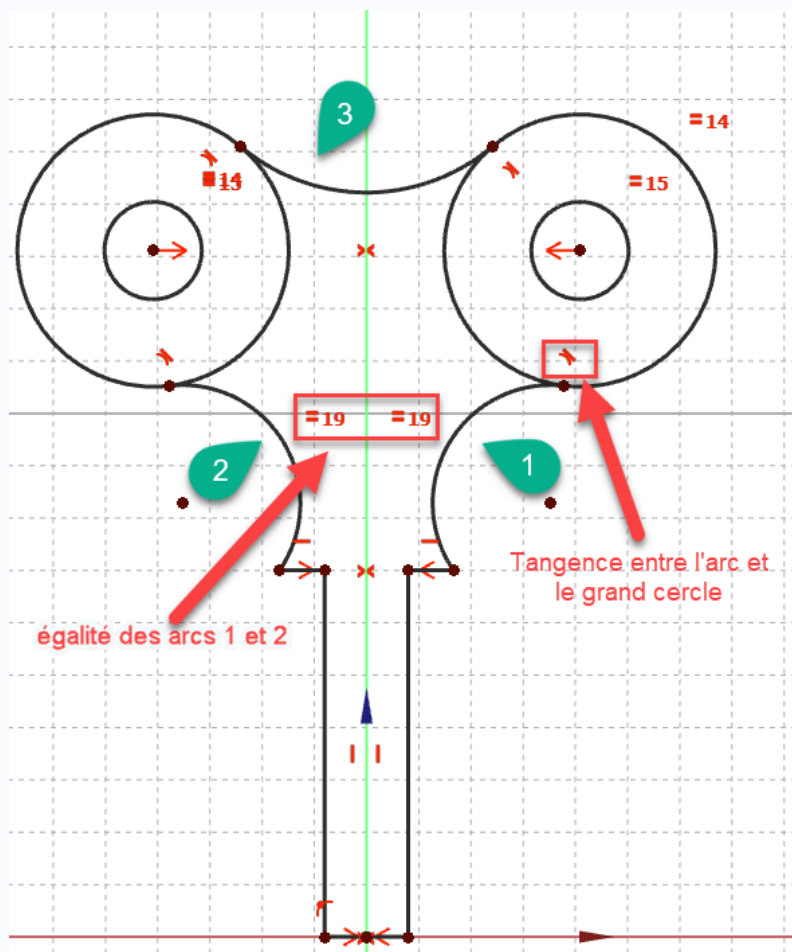 3
=14
=14
15
=15
=19 =19
2
1
Tangence entre l'arc et
le grand cercle
égalité des arcs 1 et 2